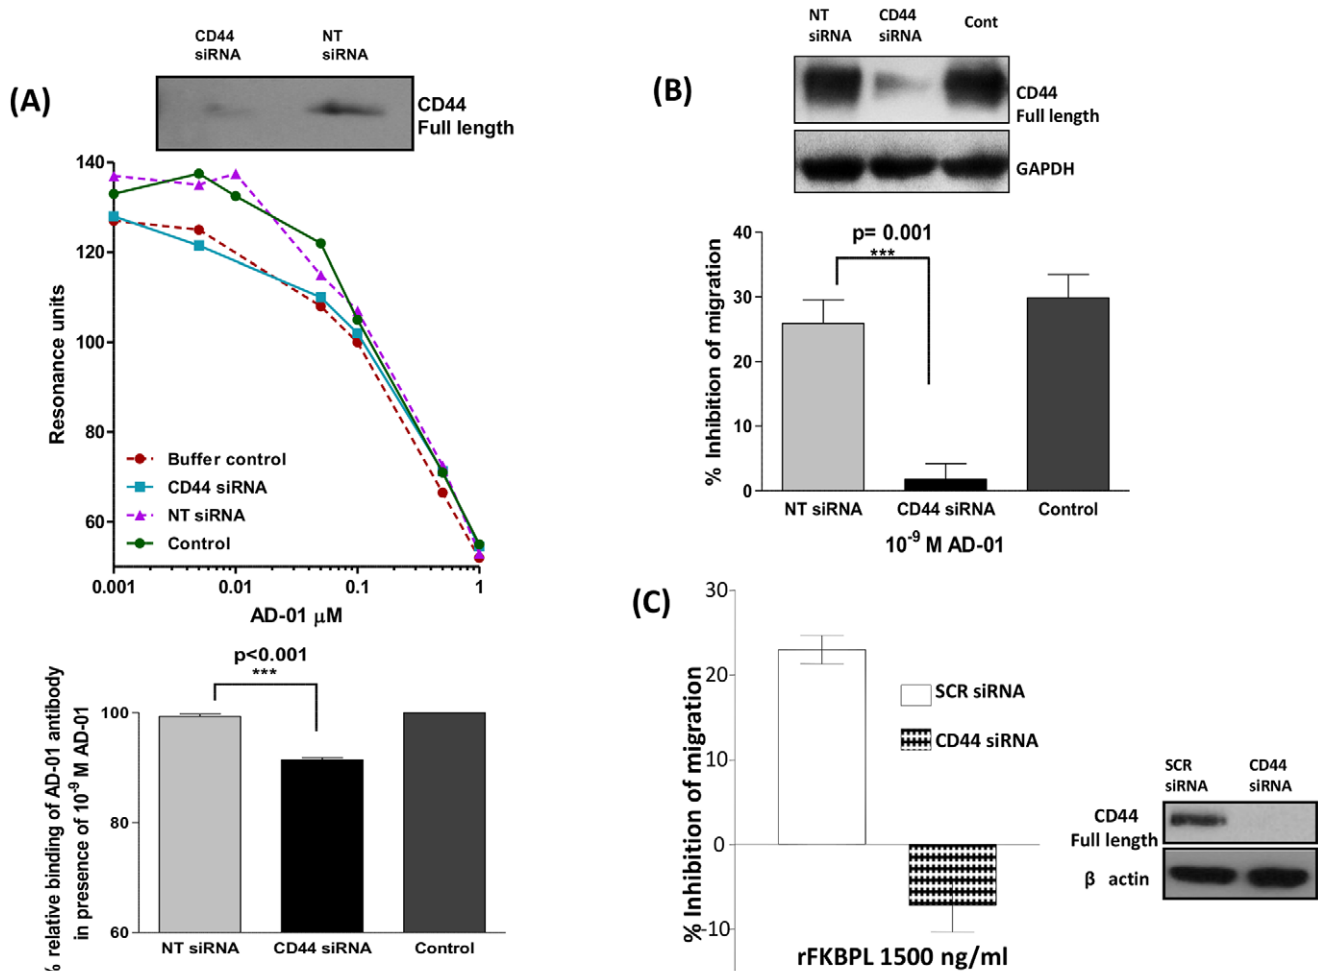 (A)
CD44
siRNA
NT
siRNA
CD44
Full length
140
120
100
80
60
Resonance units
Buffer control
CD44 siRNA
NT siRNA
Control
0.001
0.01
0.1
1
AD-01 μM
p<0.001
***
100
80
60
% relative binding of AD-01 antibody
in presence of 10⁻⁹ M AD-01
NT siRNA
CD44 siRNA
Control
(B)
NT
siRNA
CD44
siRNA
Cont
CD44
Full length
GAPDH
p= 0.001
***
40
30
20
10
0
% Inhibition of migration
NT siRNA
CD44 siRNA
Control
10⁻⁹ M AD-01
(C)
30
20
10
0
-10
% Inhibition of migration
SCR siRNA
CD44 siRNA
rFKBPL 1500 ng/ml
SCR
siRNA
CD44
siRNA
CD44
Full length
β actin